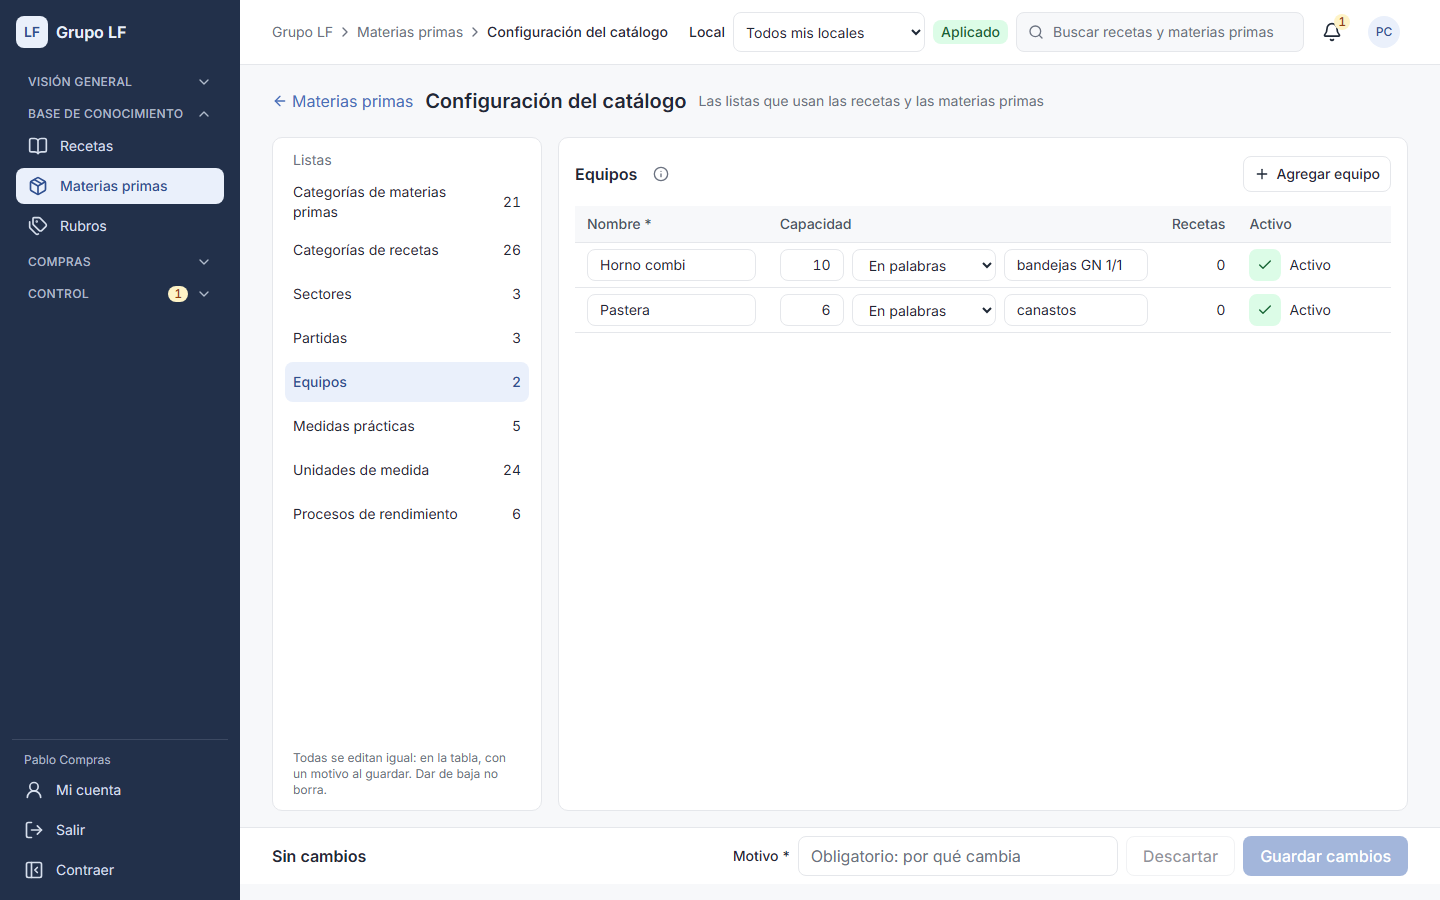 LF Grupo LF
VISIÓN GENERAL
BASE DE CONOCIMIENTO
Recetas
Materias primas
Rubros
COMPRAS
CONTROL 1
Pablo Compras
Mi cuenta
Salir
Contraer
Grupo LF > Materias primas > Configuración del catálogo Local Todos mis locales Aplicado Buscar recetas y materias primas 1 PC
← Materias primas Configuración del catálogo Las listas que usan las recetas y las materias primas
Listas
Categorías de materias
primas 21
Categorías de recetas 26
Sectores 3
Partidas 3
Equipos 2
Medidas prácticas 5
Unidades de medida 24
Procesos de rendimiento 6
Todas se editan igual: en la tabla, con
un motivo al guardar. Dar de baja no
borra.
Equipos + Agregar equipo
Nombre * Capacidad Recetas Activo
Horno combi 10 En palabras bandejas GN 1/1 0 Activo
Pastera 6 En palabras canastos 0 Activo
Sin cambios Motivo * Obligatorio: por qué cambia Descartar Guardar cambios